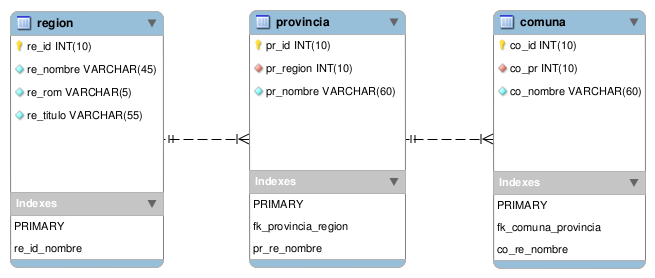 region
re_id INT(10)
re_nombre VARCHAR(45)
re_rom VARCHAR(5)
re_titulo VARCHAR(55)
Indexes
PRIMARY
re_id_nombre
provincia
pr_id INT(10)
pr_region INT(10)
pr_nombre VARCHAR(60)
Indexes
PRIMARY
fk_provincia_region
pr_re_nombre
comuna
co_id INT(10)
co_pr INT(10)
co_nombre VARCHAR(60)
Indexes
PRIMARY
fk_comuna_provincia
co_re_nombre